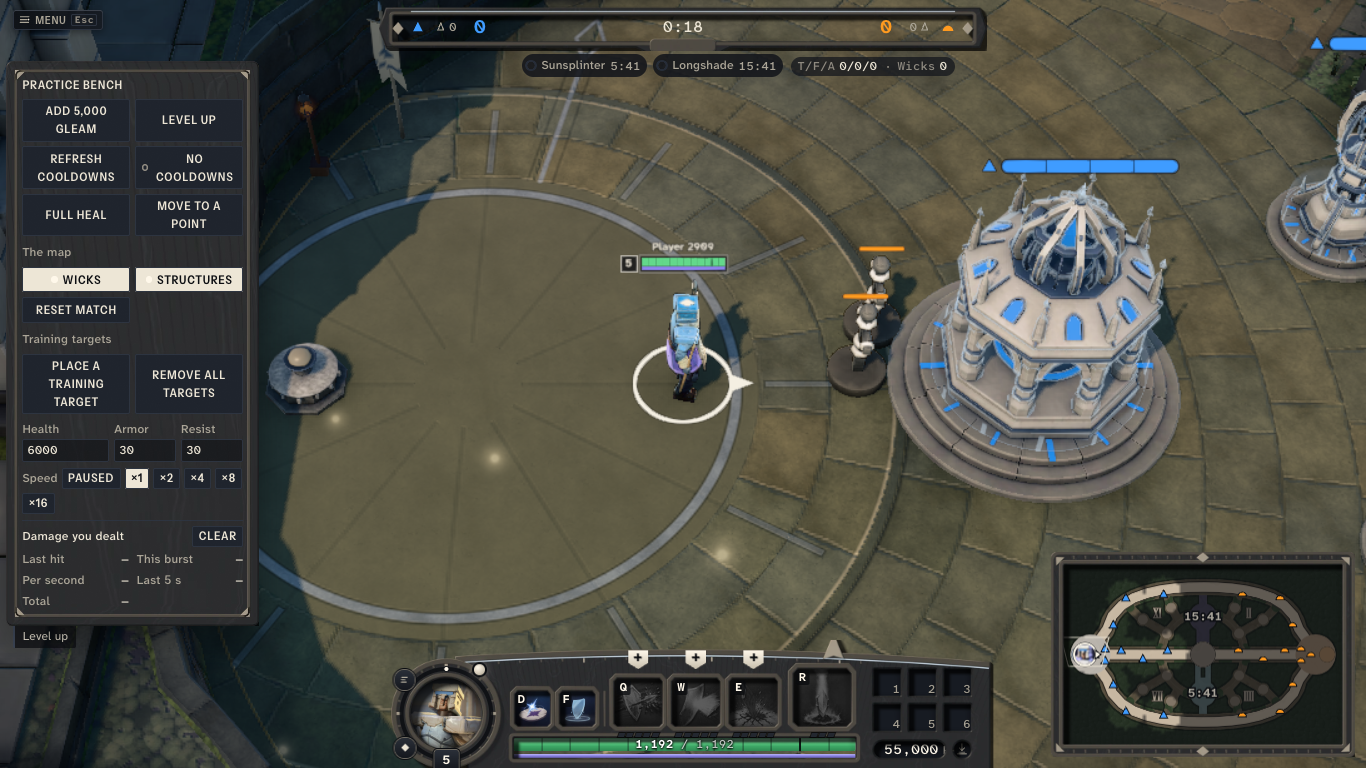 MENU Esc
Δ 0 0 0:18 0 0 Δ
Sunsplinter 5:41 Longshade 15:41 T/F/A 0/0/0 · Wicks 0
PRACTICE BENCH
ADD 5,000
GLEAM
LEVEL UP
REFRESH
COOLDOWNS
NO
COOLDOWNS
FULL HEAL
MOVE TO A
POINT
The map
WICKS
STRUCTURES
RESET MATCH
Training targets
PLACE A
TRAINING
TARGET
REMOVE ALL
TARGETS
Health Armor Resist
6000 30 30
Speed PAUSED ×1 ×2 ×4 ×8
×16
Damage you dealt CLEAR
Last hit – This burst –
Per second – Last 5 s –
Total –
Level up
Player 2909
5
D F Q W E R
1 2 3
4 5 6
1,192 / 1,192
5
55,000
XI 15:41 II
VII 5:41 III